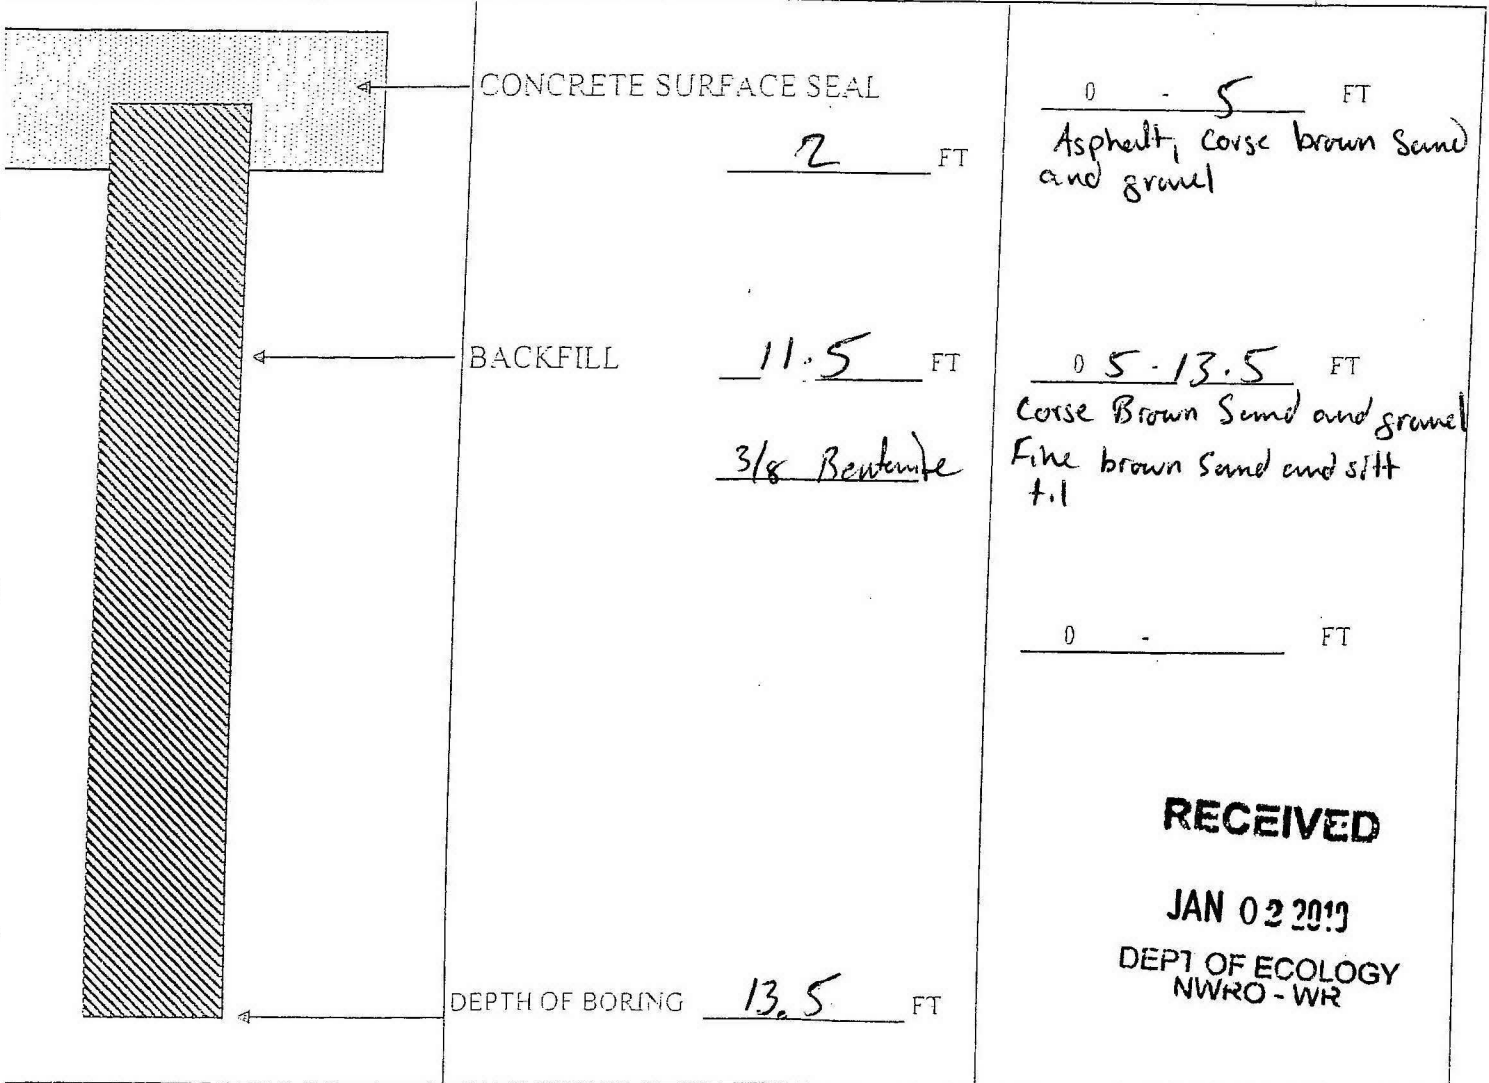 CONCRETE SURFACE SEAL
2 FT
0 - 5 FT
Asphalt, Corse brown Sand
and gravel
BACKFILL 11.5 FT
3/8 Bentonite
0 5 - 13.5 FT
Corse Brown Sand and gravel
Fine brown Sand and silt
til
0 - FT
RECEIVED
JAN 02
DEPT OF ECOLOGY
NWRO - WR
DEPTH OF BORING 13.5 FT